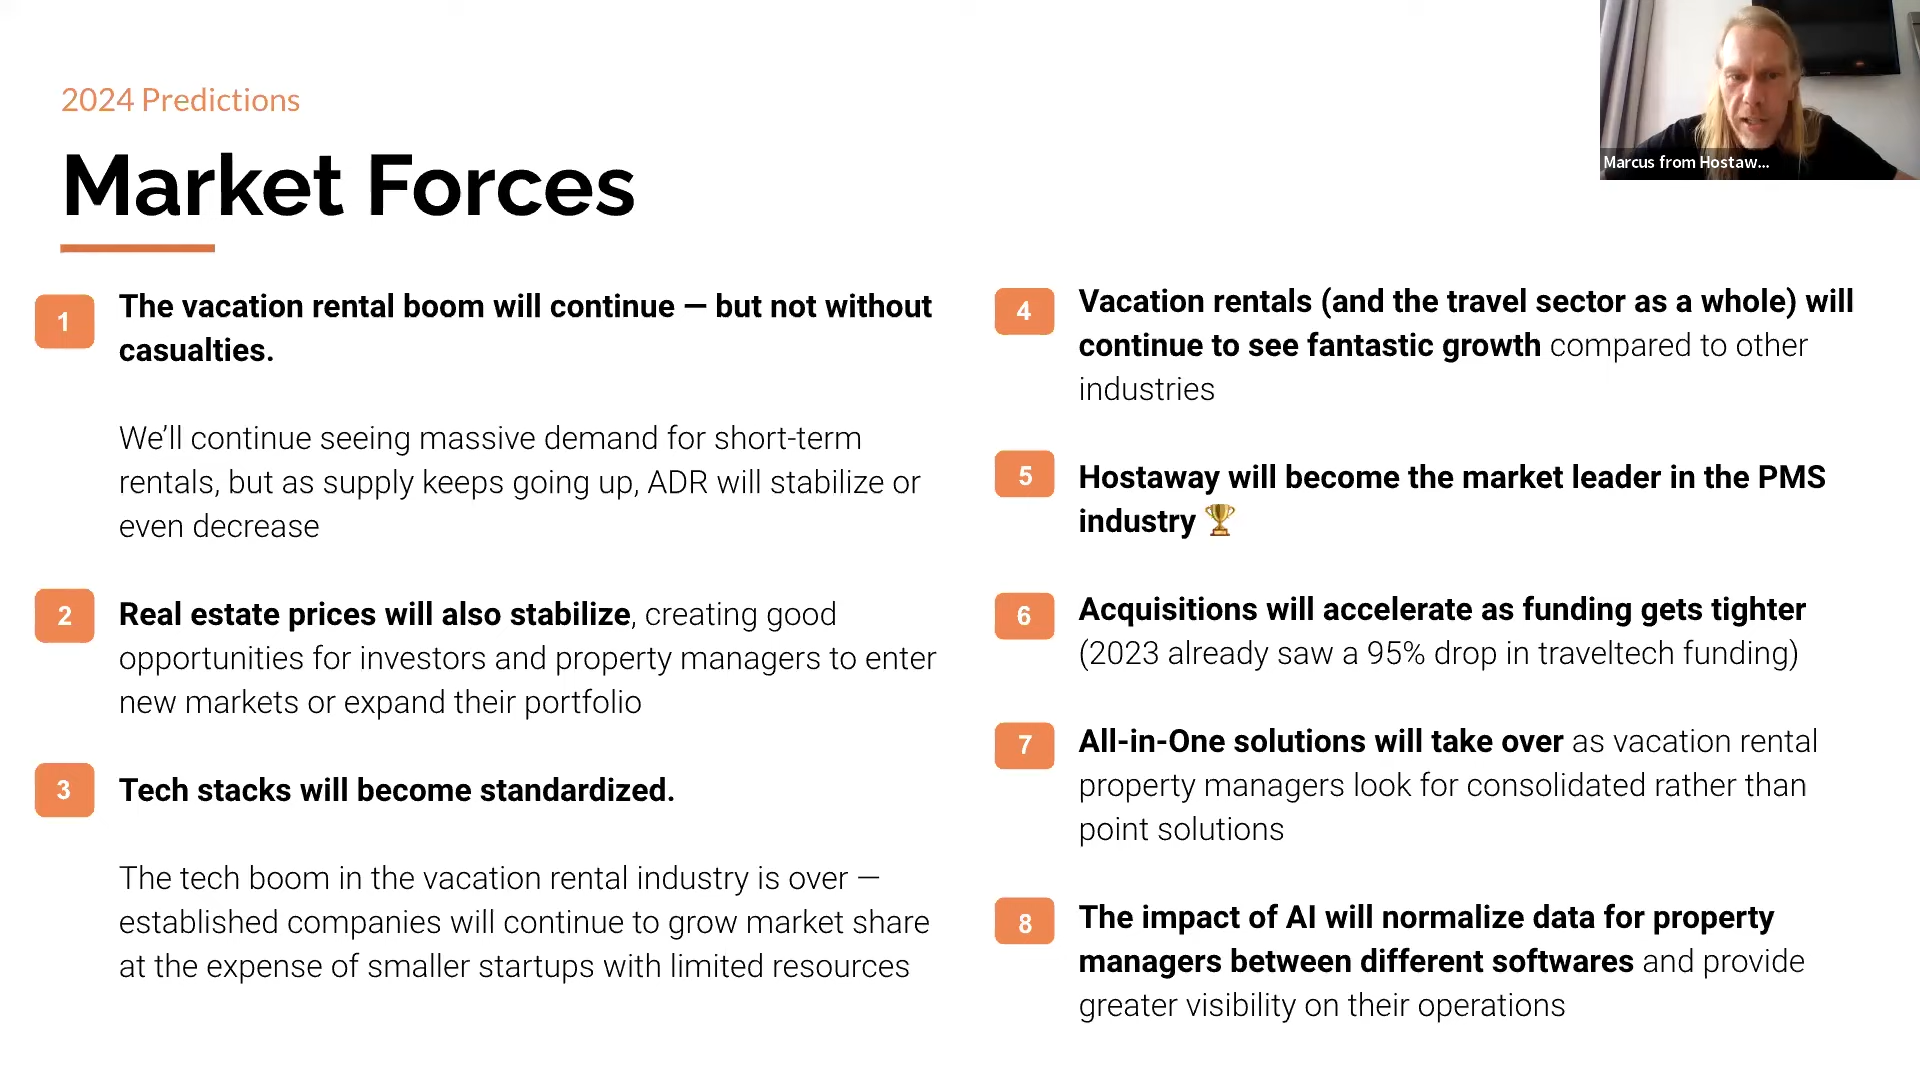 2024 Predictions
Market Forces
1
The vacation rental boom will continue — but not without
casualties.
We’ll continue seeing massive demand for short-term
rentals, but as supply keeps going up, ADR will stabilize or
even decrease
2
Real estate prices will also stabilize, creating good
opportunities for investors and property managers to enter
new markets or expand their portfolio
3
Tech stacks will become standardized.
The tech boom in the vacation rental industry is over —
established companies will continue to grow market share
at the expense of smaller startups with limited resources
4
Vacation rentals (and the travel sector as a whole) will
continue to see fantastic growth compared to other
industries
5
Hostaway will become the market leader in the PMS
industry 🏆
6
Acquisitions will accelerate as funding gets tighter
(2023 already saw a 95% drop in traveltech funding)
7
All-in-One solutions will take over as vacation rental
property managers look for consolidated rather than
point solutions
8
The impact of AI will normalize data for property
managers between different softwares and provide
greater visibility on their operations
Marcus from Hostaw...